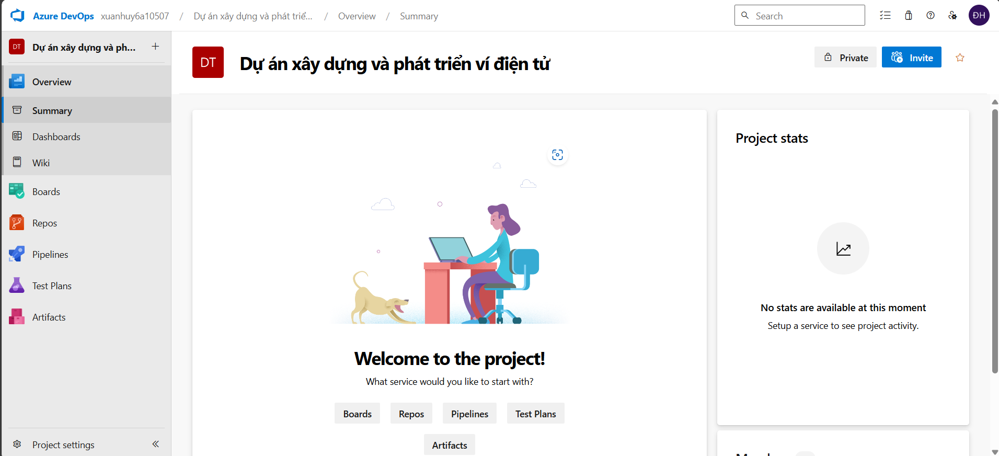 Azure DevOps xuanhuy6a10507 / Dự án xây dựng và phát triể... / Overview / Summary
Search
ĐH
DT Dự án xây dựng và ph... +
Overview
Summary
Dashboards
Wiki
Boards
Repos
Pipelines
Test Plans
Artifacts
Project settings
DT Dự án xây dựng và phát triển ví điện tử
Private
Invite
Welcome to the project!
What service would you like to start with?
Boards Repos Pipelines Test Plans
Artifacts
Project stats
No stats are available at this moment
Setup a service to see project activity.